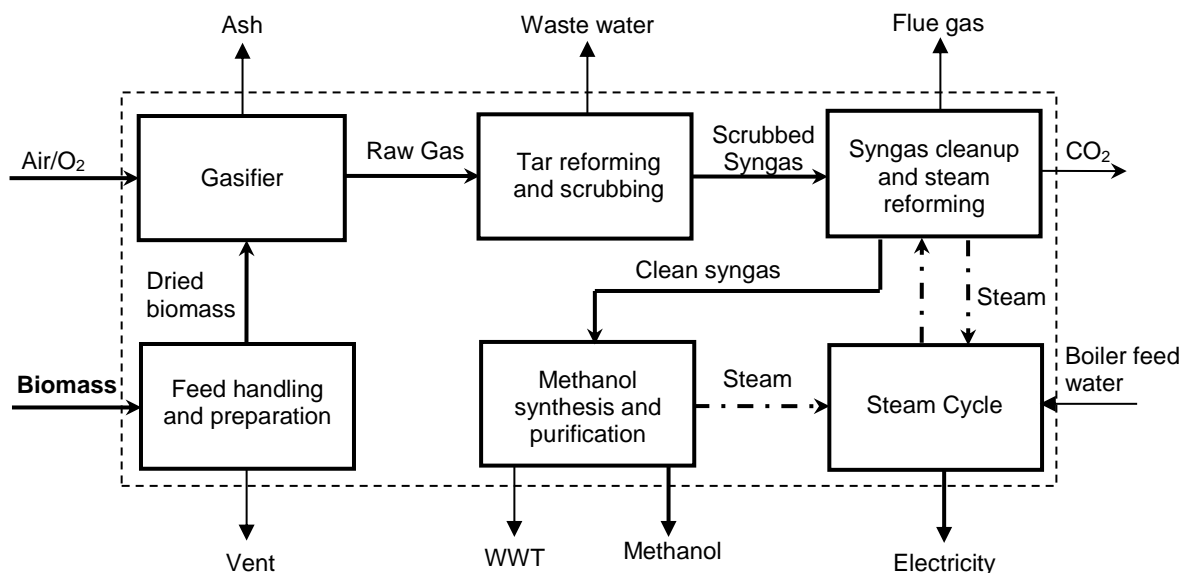 Ash
Waste water
Flue gas
Air/O₂
Gasifier
Raw Gas
Tar reforming
and scrubbing
Scrubbed
Syngas
Syngas cleanup
and steam
reforming
CO₂
Dried
biomass
Clean syngas
Steam
Biomass
Feed handling
and preparation
Methanol
synthesis and
purification
Steam
Steam Cycle
Boiler feed
water
Vent
WWT
Methanol
Electricity